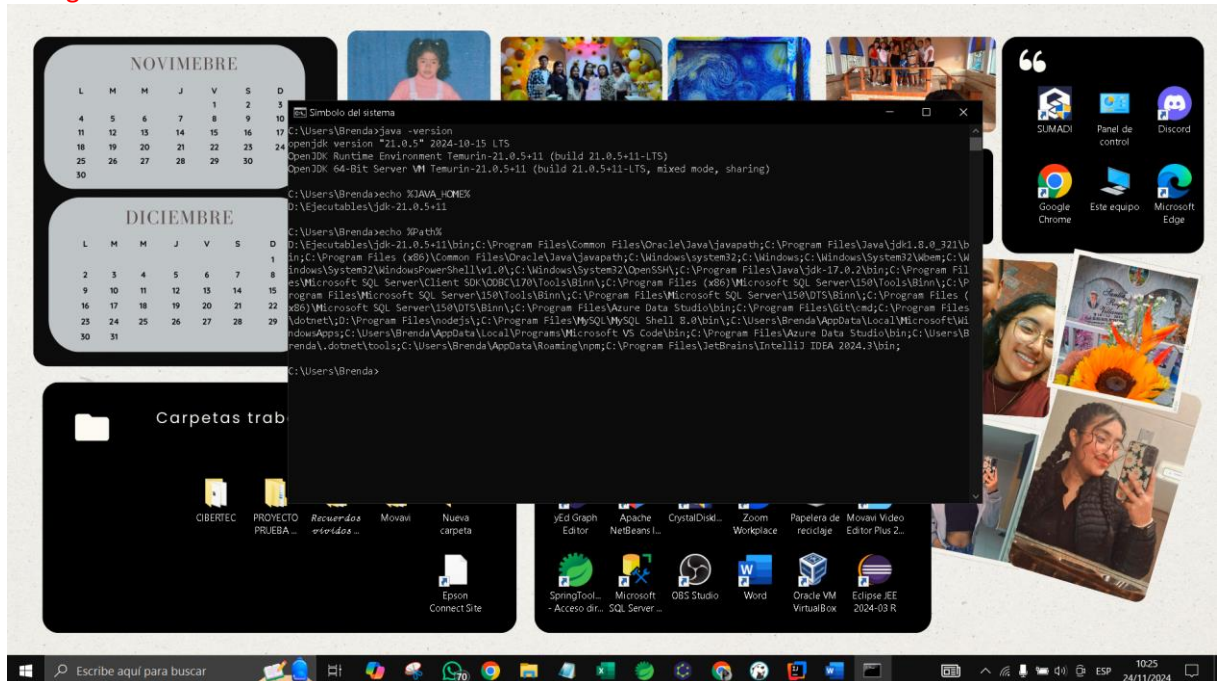 NOVIMEBRE
L M M J V S D
1 2 3
4 5 6 7 8 9 10
11 12 13 14 15 16 17
18 19 20 21 22 23 24
25 26 27 28 29 30
30
DICIEMBRE
L M M J V S D
1
2 3 4 5 6 7 8
9 10 11 12 13 14 15
16 17 18 19 20 21 22
23 24 25 26 27 28 29
30 31
Símbolo del sistema
C:\Users\Brenda>java -version
openjdk version "21.0.5" 2024-10-15 LTS
OpenJDK Runtime Environment Temurin-21.0.5+11 (build 21.0.5+11-LTS)
OpenJDK 64-Bit Server VM Temurin-21.0.5+11 (build 21.0.5+11-LTS, mixed mode, sharing)
C:\Users\Brenda>echo %JAVA_HOME%
D:\Ejecutables\jdk-21.0.5+11
C:\Users\Brenda>echo %Path%
D:\Ejecutables\jdk-21.0.5+11\bin;C:\Program Files\Common Files\Oracle\Java\javapath;C:\Program Files\Java\jdk1.8.0_321\b
in;C:\Program Files (x86)\Common Files\Oracle\Java\javapath;C:\Windows\system32;C:\Windows;C:\Windows\System32\Wbem;C:\W
indows\System32\WindowsPowerShell\v1.0\;C:\Windows\System32\OpenSSH\;C:\Program Files\Java\jdk-17.0.2\bin;C:\Program Fil
es\Microsoft SQL Server\Client SDK\ODBC\170\Tools\Binn\;C:\Program Files (x86)\Microsoft SQL Server\150\Tools\Binn\;C:\P
rogram Files\Microsoft SQL Server\150\Tools\Binn\;C:\Program Files\Microsoft SQL Server\150\DTS\Binn\;C:\Program Files (
x86)\Microsoft SQL Server\150\DTS\Binn\;C:\Program Files\Azure Data Studio\bin;C:\Program Files\Git\cmd;C:\Program Files
\dotnet\;D:\Program Files\nodejs\;C:\Program Files\MySQL\MySQL Shell 8.0\bin\;C:\Users\Brenda\AppData\Local\Microsoft\Wi
ndowsApps;C:\Users\Brenda\AppData\Local\Programs\Microsoft VS Code\bin;C:\Program Files\Azure Data Studio\bin;C:\Users\B
renda\.dotnet\tools;C:\Users\Brenda\AppData\Roaming\npm;C:\Program Files\JetBrains\IntelliJ IDEA 2024.3\bin;
C:\Users\Brenda>
SUMADI
Panel de
control
Discord
Google
Chrome
Este equipo
Microsoft
Edge
Carpetas trab
CIBERTEC
PROYECTO
PRUEBA ...
Recuerdos
vividos ...
Movavi
Nueva
carpeta
Epson
Connect Site
yEd Graph
Editor
Apache
NetBeans I...
CrystalDiskI...
Zoom
Workplace
Papelera de
reciclaje
Movavi Video
Editor Plus 2...
SpringTool...
- Acceso dir...
Microsoft
SQL Server ...
OBS Studio
Word
Oracle VM
VirtualBox
Eclipse JEE
2024-03 R
Escribe aquí para buscar
70
ESP
10:25
24/11/2024